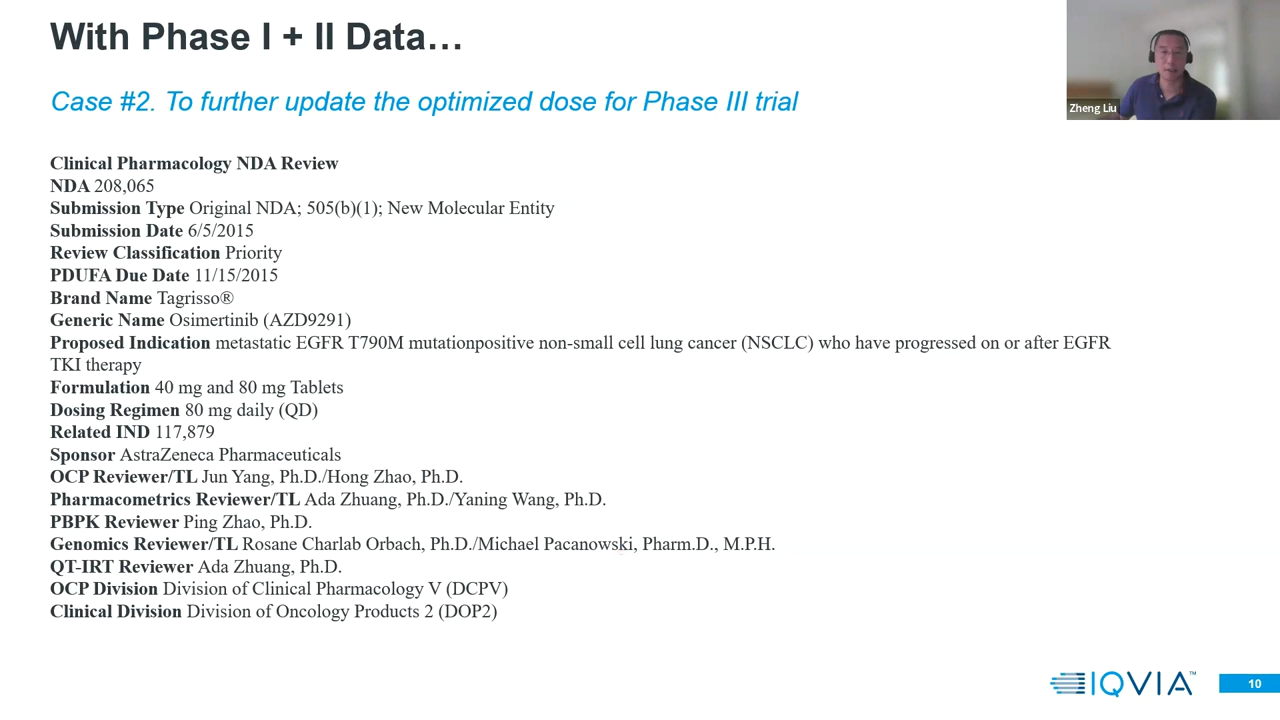 With Phase I + II Data…
Case #2. To further update the optimized dose for Phase III trial
Zheng Liu
Clinical Pharmacology NDA Review
NDA 208,065
Submission Type Original NDA; 505(b)(1); New Molecular Entity
Submission Date 6/5/2015
Review Classification Priority
PDUFA Due Date 11/15/2015
Brand Name Tagrisso®
Generic Name Osimertinib (AZD9291)
Proposed Indication metastatic EGFR T790M mutationpositive non-small cell lung cancer (NSCLC) who have progressed on or after EGFR
TKI therapy
Formulation 40 mg and 80 mg Tablets
Dosing Regimen 80 mg daily (QD)
Related IND 117,879
Sponsor AstraZeneca Pharmaceuticals
OCP Reviewer/TL Jun Yang, Ph.D./Hong Zhao, Ph.D.
Pharmacometrics Reviewer/TL Ada Zhuang, Ph.D./Yaning Wang, Ph.D.
PBPK Reviewer Ping Zhao, Ph.D.
Genomics Reviewer/TL Rosane Charlab Orbach, Ph.D./Michael Pacanowski, Pharm.D., M.P.H.
QT-IRT Reviewer Ada Zhuang, Ph.D.
OCP Division Division of Clinical Pharmacology V (DCPV)
Clinical Division Division of Oncology Products 2 (DOP2)
IQVIA™
10